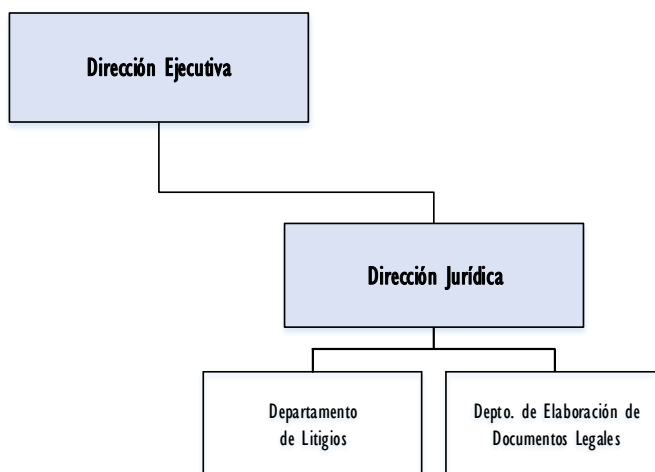 Dirección Ejecutiva
Dirección Jurídica
Departamento
de Litigios
Depto. de Elaboración de
Documentos Legales